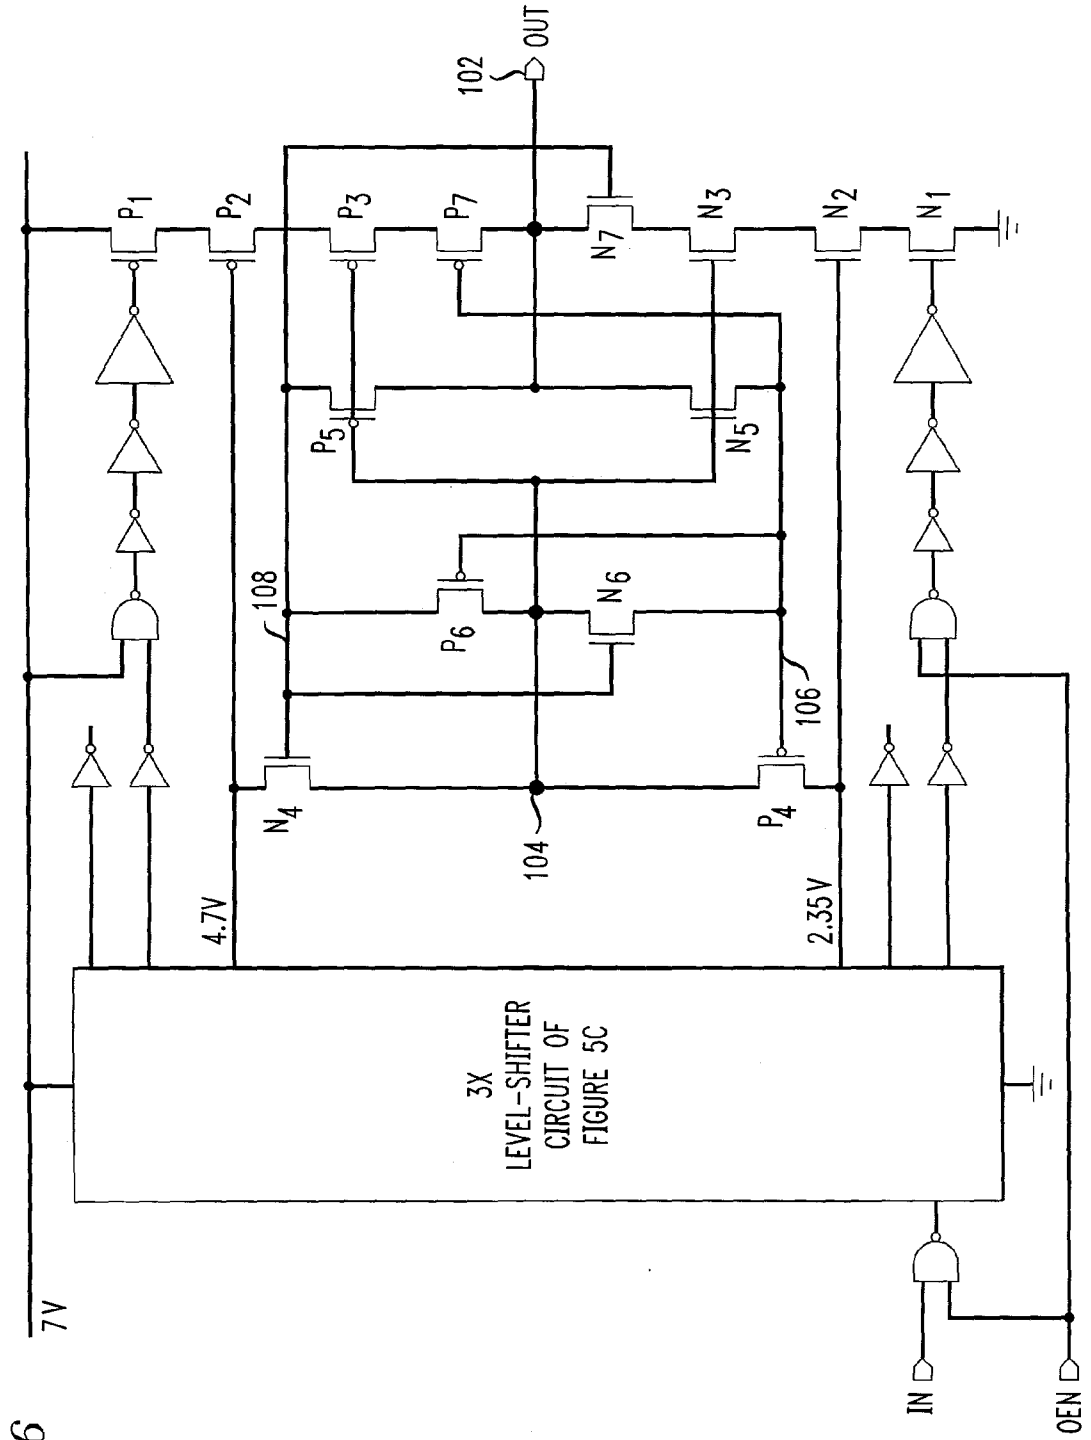 7V
4.7V
2.35V
3X
LEVEL-SHIFTER
CIRCUIT OF
FIGURE 5C
IN
OEN
N4
P4
104
108
106
P6
N6
P5
N5
P1
P2
P3
P7
N7
N3
N2
N1
102
OUT
9